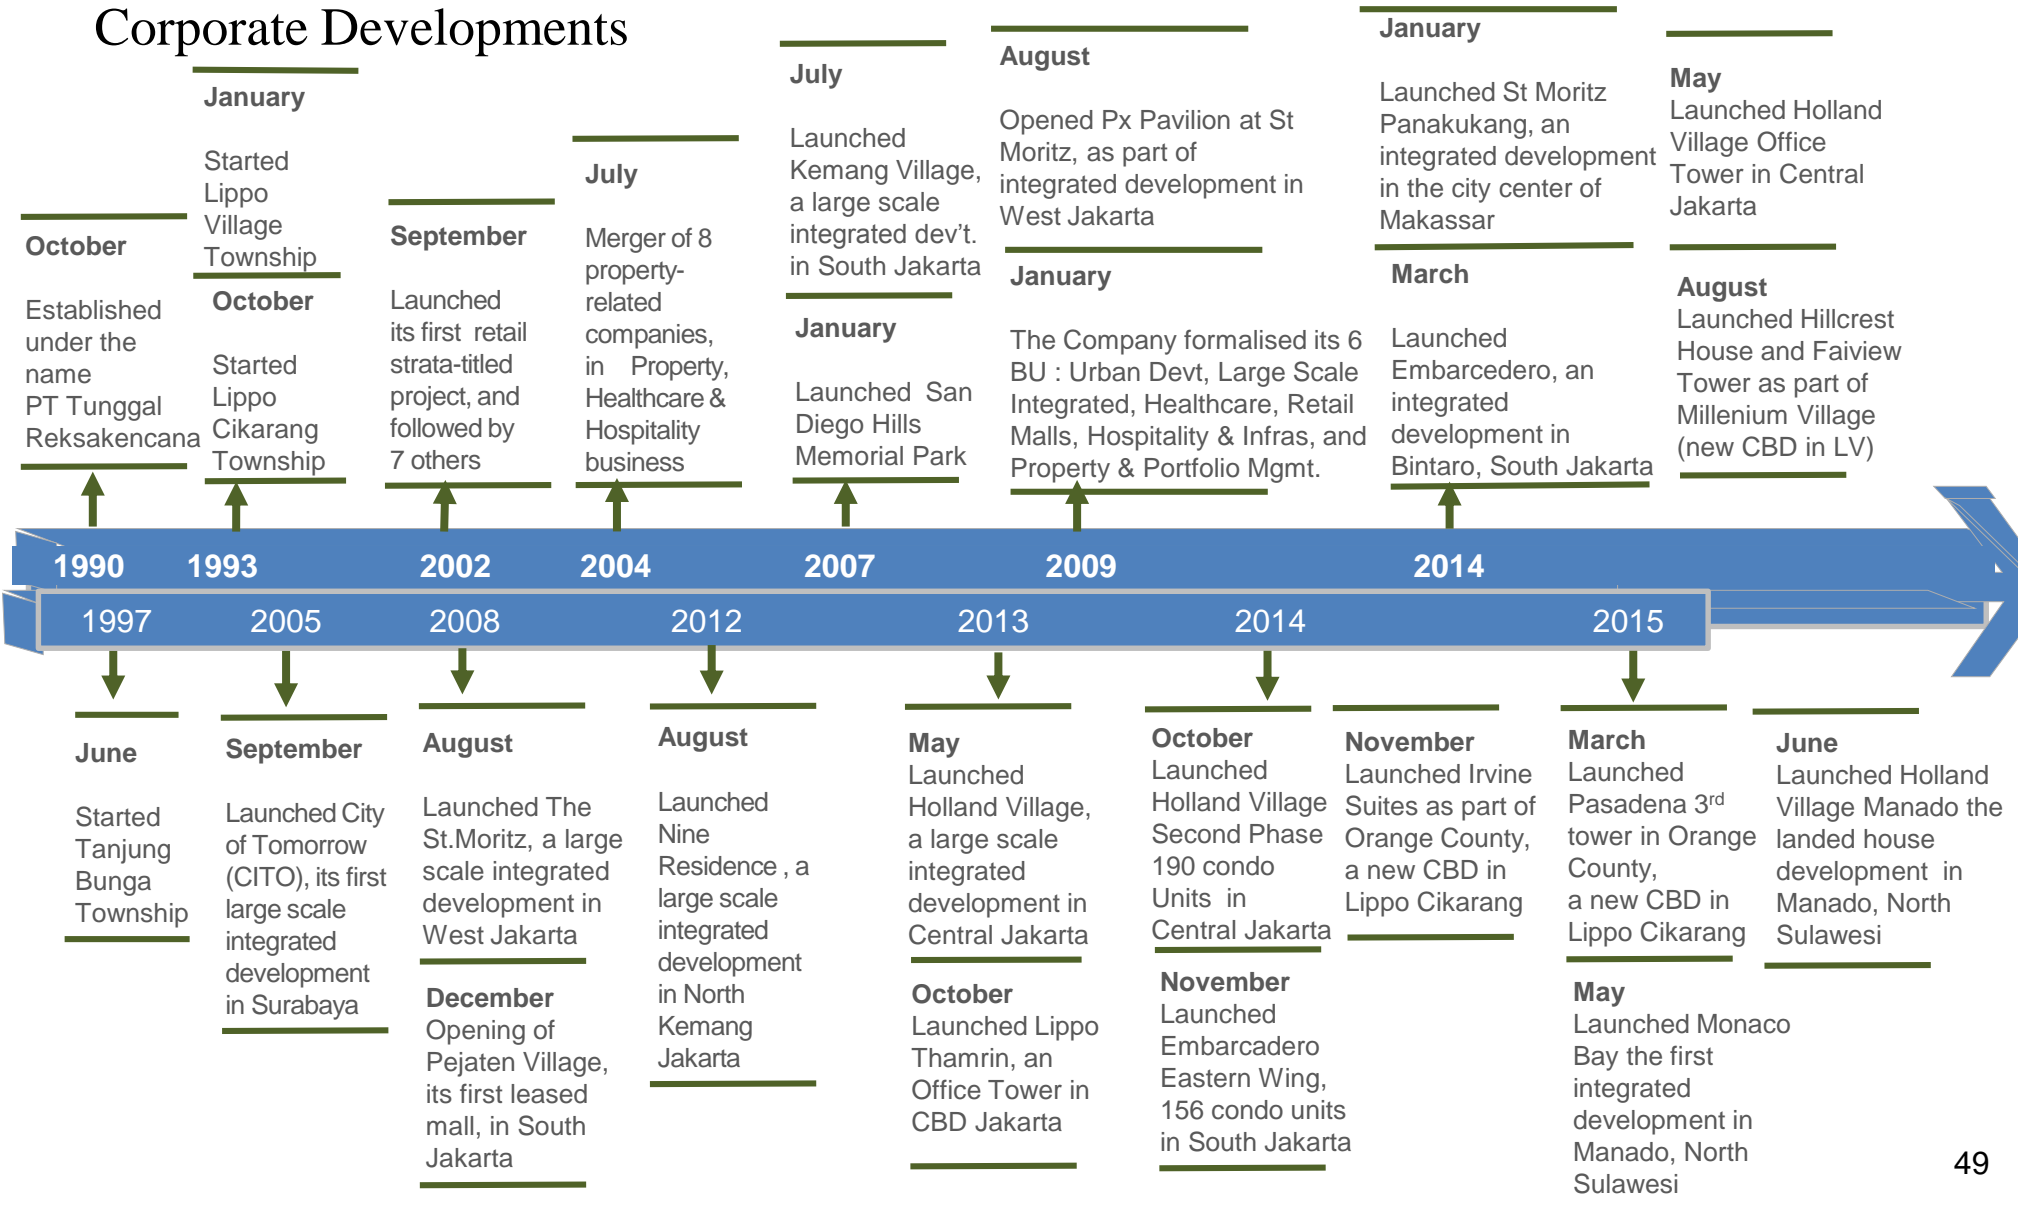 Corporate Developments
October
Established
under the
name
PT Tunggal
Reksakencana
January
Started
Lippo
Village
Township
October
Started
Lippo
Cikarang
Township
September
Launched
its first retail
strata-titled
project, and
followed by
7 others
July
Merger of 8
property-
related
companies,
in Property,
Healthcare &
Hospitality
business
July
Launched
Kemang Village,
a large scale
integrated dev't.
in South Jakarta
January
Launched San
Diego Hills
Memorial Park
August
Opened Px Pavilion at St
Moritz, as part of
integrated development in
West Jakarta
January
The Company formalised its 6
BU : Urban Devt, Large Scale
Integrated, Healthcare, Retail
Malls, Hospitality & Infras, and
Property & Portfolio Mgmt.
January
Launched St Moritz
Panakukang, an
integrated development
in the city center of
Makassar
March
Launched
Embarcedero, an
integrated
development in
Bintaro, South Jakarta
May
Launched Holland
Village Office
Tower in Central
Jakarta
August
Launched Hillcrest
House and Faiview
Tower as part of
Millenium Village
(new CBD in LV)
1990 1993 2002 2004 2007 2009 2014
1997 2005 2008 2012 2013 2014 2015
June
Started
Tanjung
Bunga
Township
September
Launched City
of Tomorrow
(CITO), its first
large scale
integrated
development
in Surabaya
August
Launched The
St.Moritz, a large
scale integrated
development in
West Jakarta
December
Opening of
Pejaten Village,
its first leased
mall, in South
Jakarta
August
Launched
Nine
Residence , a
large scale
integrated
development
in North
Kemang
Jakarta
May
Launched
Holland Village,
a large scale
integrated
development in
Central Jakarta
October
Launched Lippo
Thamrin, an
Office Tower in
CBD Jakarta
October
Launched
Holland Village
Second Phase
190 condo
Units in
Central Jakarta
November
Launched
Embarcadero
Eastern Wing,
156 condo units
in South Jakarta
November
Launched Irvine
Suites as part of
Orange County,
a new CBD in
Lippo Cikarang
March
Launched
Pasadena 3rd
tower in Orange
County,
a new CBD in
Lippo Cikarang
May
Launched Monaco
Bay the first
integrated
development in
Manado, North
Sulawesi
June
Launched Holland
Village Manado the
landed house
development in
Manado, North
Sulawesi
49